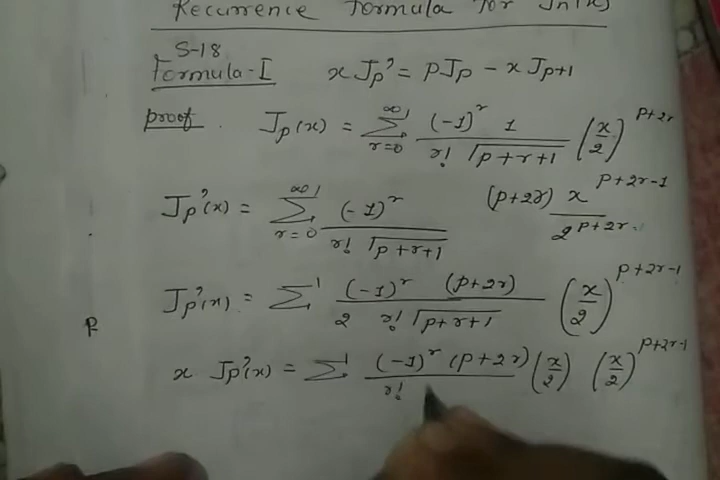 Recurrence Formula For Jn(x)
S-18
Formula-I x Jp' = pJp - x Jp+1
proof. Jp(x) = ∑_{r=0}^{∞} (-1)^r 1 / r! Γ(p+r+1) (x/2)^{p+2r}
Jp'(x) = ∑_{r=0}^{∞} (-1)^r / r! Γ(p+r+1) (p+2r) x^{p+2r-1} / 2^{p+2r}.
Jp'(x) = ∑ (-1)^r (p+2r) / 2 r! Γ(p+r+1) (x/2)^{p+2r-1}
x Jp'(x) = ∑ (-1)^r (p+2r) / r! (x/2) (x/2)^{p+2r-1}